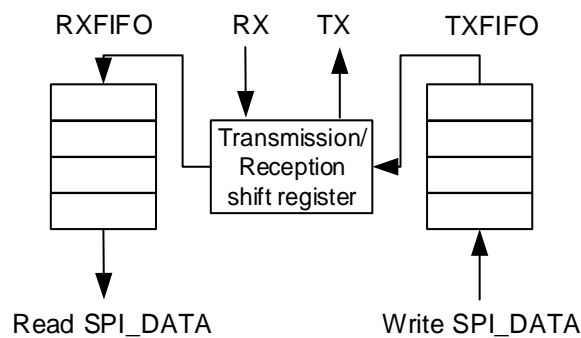 RXFIFO
RX
TX
TXFIFO
Transmission/
Reception
shift register
Read SPI_DATA
Write SPI_DATA